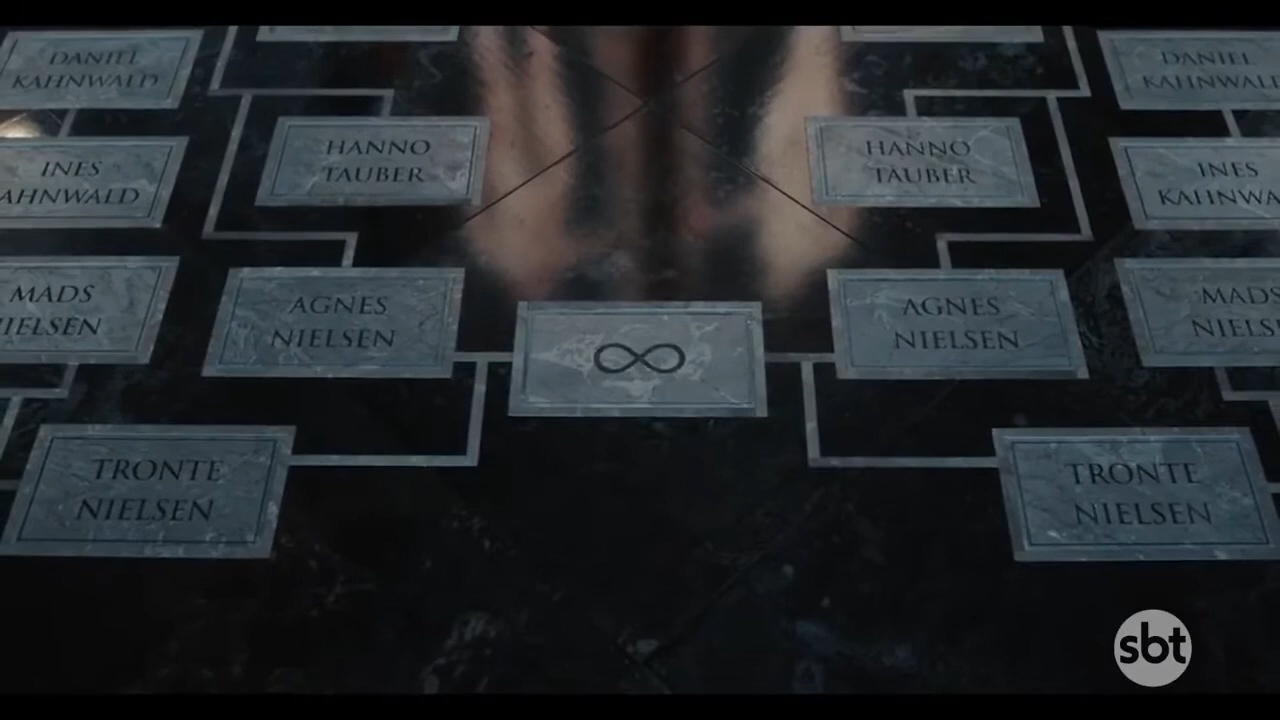 DANIEL
KAHNWALD
DANIEL
KAHNWALD
HANNO
TAUBER
HANNO
TAUBER
INES
AHNWALD
INES
KAHNWA
MADS
IELSEN
AGNES
NIELSEN
∞
AGNES
NIELSEN
MADS
NIELS
TRONTE
NIELSEN
TRONTE
NIELSEN
sbt